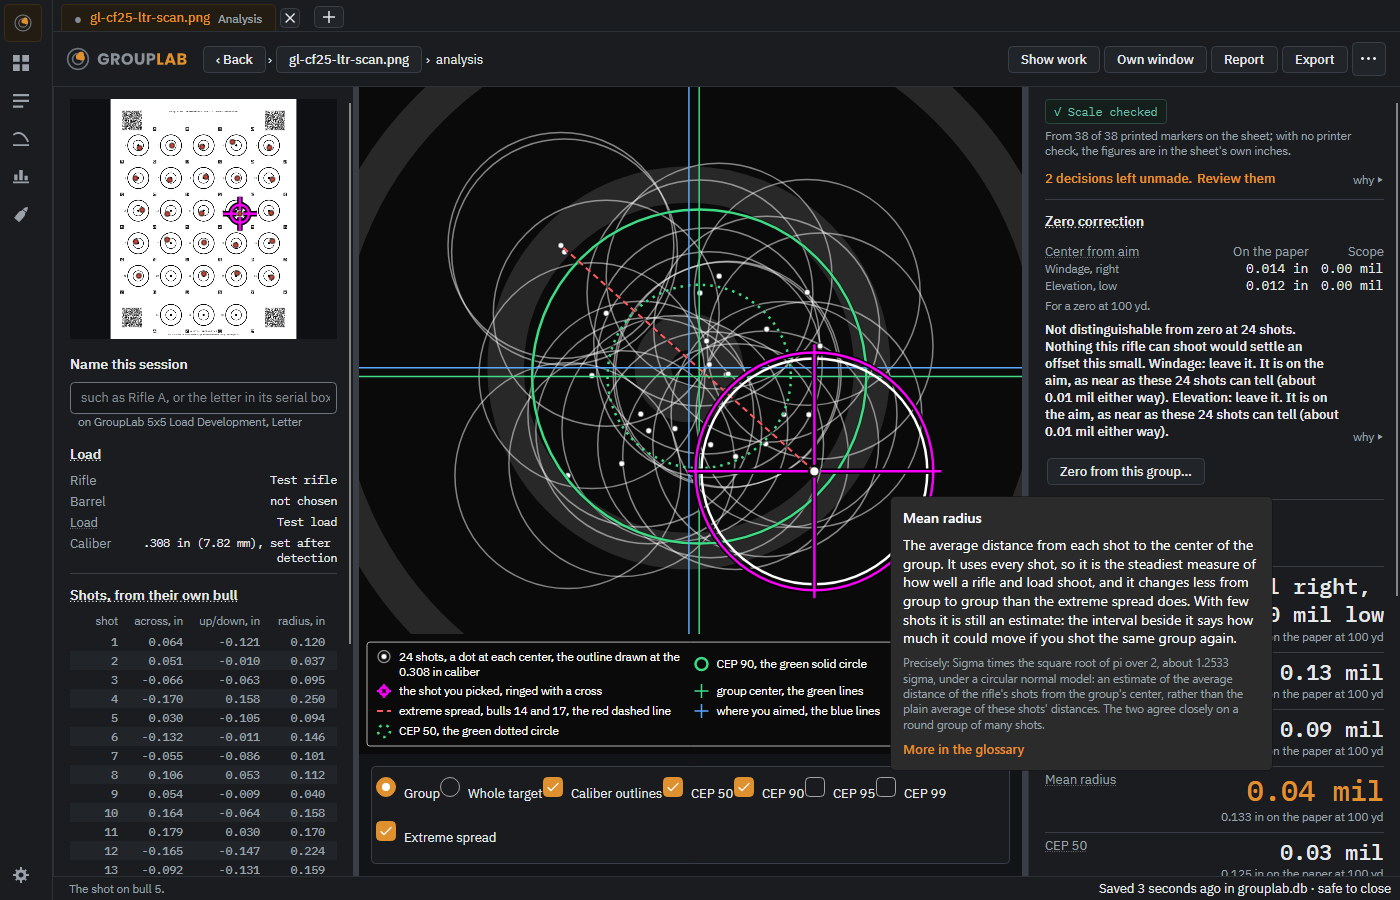 gl-cf25-ltr-scan.png Analysis
GROUPLAB
‹ Back › gl-cf25-ltr-scan.png › analysis
Show work
Own window
Report
Export
Name this session
such as Rifle A, or the letter in its serial box
on GroupLab 5x5 Load Development, Letter
Load
Rifle Test rifle
Barrel not chosen
Load Test load
Caliber .308 in (7.82 mm), set after
detection
Shots, from their own bull
shot across, in up/down, in radius, in
1 0.064 -0.121 0.120
2 0.051 -0.010 0.037
3 -0.066 -0.063 0.095
4 -0.170 0.158 0.250
5 0.030 -0.105 0.094
6 -0.132 -0.011 0.146
7 -0.055 -0.086 0.101
8 0.106 0.053 0.112
9 0.054 -0.009 0.040
10 0.164 -0.064 0.158
11 0.179 0.030 0.170
12 -0.165 -0.147 0.224
13 -0.092 -0.131 0.159
24 shots, a dot at each center, the outline drawn at the
0.308 in caliber
the shot you picked, ringed with a cross
extreme spread, bulls 14 and 17, the red dashed line
CEP 50, the green dotted circle
CEP 90, the green solid circle
group center, the green lines
where you aimed, the blue lines
Group
Whole target
Caliber outlines
CEP 50
CEP 90
CEP 95
CEP 99
Extreme spread
√ Scale checked
From 38 of 38 printed markers on the sheet; with no printer
check, the figures are in the sheet's own inches.
2 decisions left unmade. Review them
why ▸
Zero correction
Center from aim On the paper Scope
Windage, right 0.014 in 0.00 mil
Elevation, low 0.012 in 0.00 mil
For a zero at 100 yd.
Not distinguishable from zero at 24 shots.
Nothing this rifle can shoot would settle an
offset this small. Windage: leave it. It is on the
aim, as near as these 24 shots can tell (about
0.01 mil either way). Elevation: leave it. It is on
the aim, as near as these 24 shots can tell (about
0.01 mil either way).
why ▸
Zero from this group...
Mean radius
The average distance from each shot to the center of the
group. It uses every shot, so it is the steadiest measure of
how well a rifle and load shoot, and it changes less from
group to group than the extreme spread does. With few
shots it is still an estimate: the interval beside it says how
much it could move if you shot the same group again.
Precisely: Sigma times the square root of pi over 2, about 1.2533
sigma, under a circular normal model: an estimate of the average
distance of the rifle's shots from the group's center, rather than the
plain average of these shots' distances. The two agree closely on a
round group of many shots.
More in the glossary
right,
mil low
on the paper at 100 yd
0.13 mil
on the paper at 100 yd
0.09 mil
on the paper at 100 yd
Mean radius
0.04 mil
0.133 in on the paper at 100 yd
CEP 50
0.03 mil
0.125 in on the paper at 100 yd
The shot on bull 5.
Saved 3 seconds ago in grouplab.db · safe to close